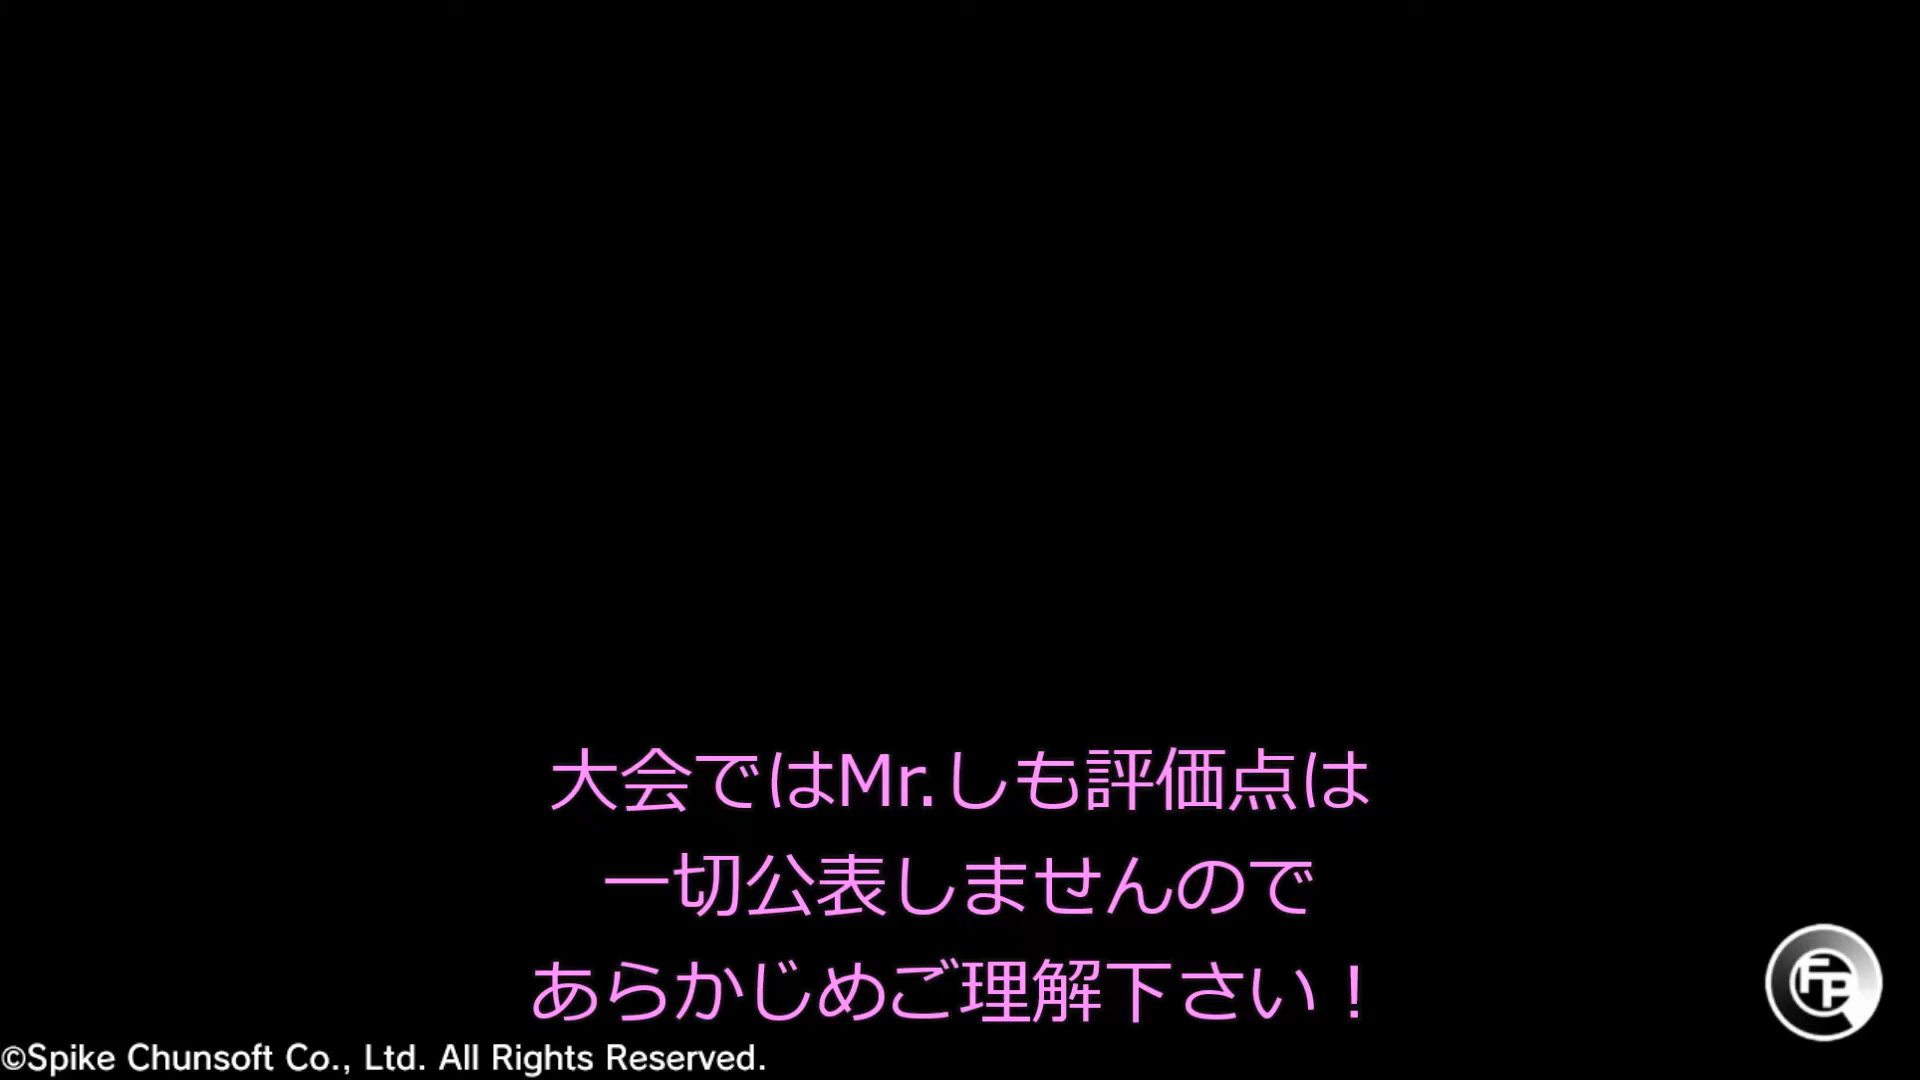 大会ではMr.しも評価点は
一切公表しませんので
あらかじめご理解下さい！
©Spike Chunsoft Co., Ltd. All Rights Reserved.
FP